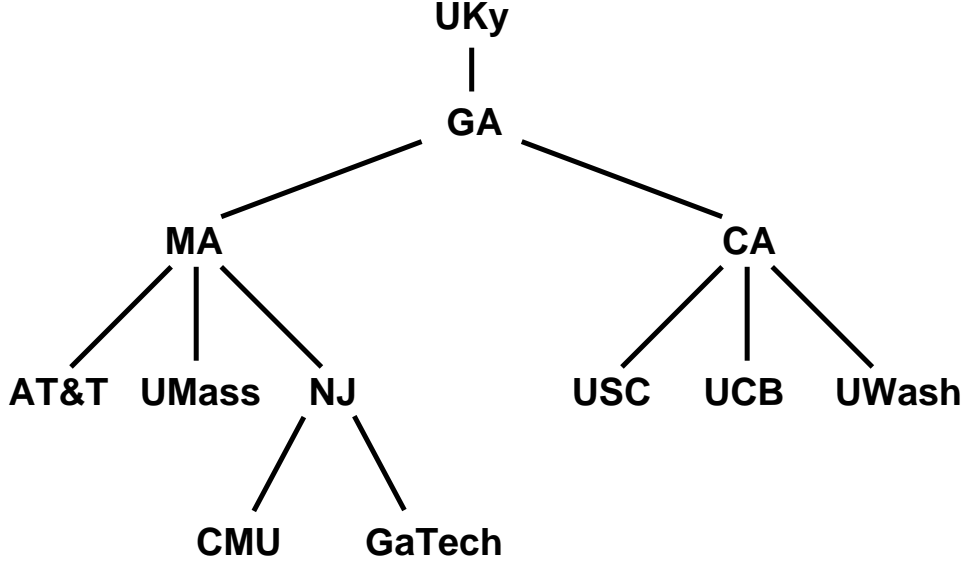 UKy
GA
MA CA
AT&T UMass NJ USC UCB UWash
CMU GaTech